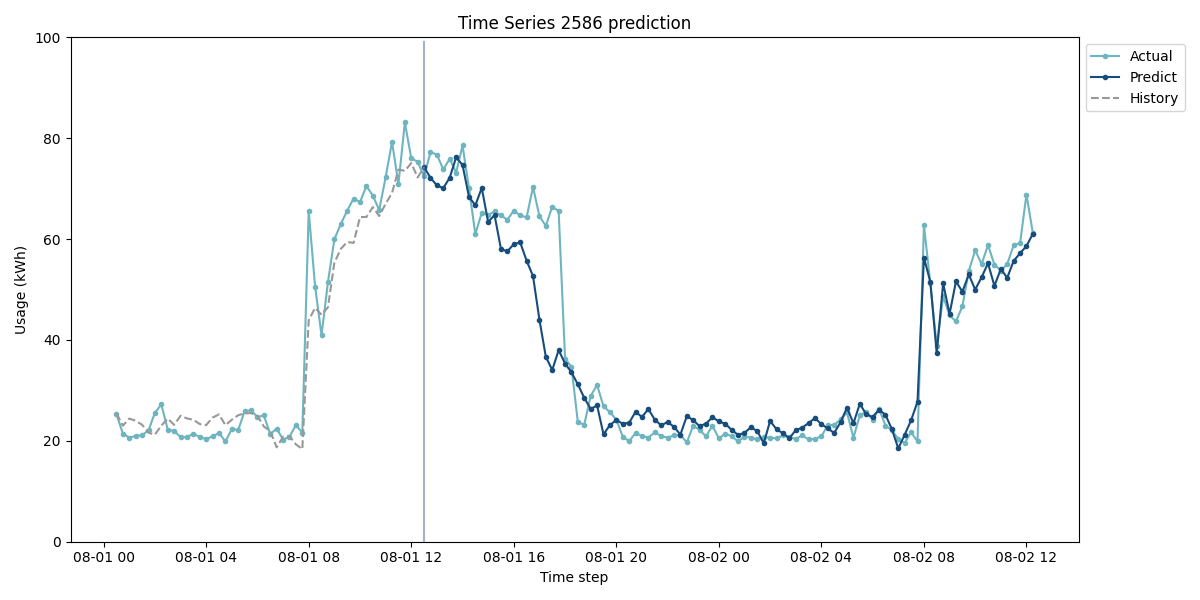 Time Series 2586 prediction
Usage (kWh)
100
80
60
40
20
0
08-01 00
08-01 04
08-01 08
08-01 12
08-01 16
08-01 20
08-02 00
08-02 04
08-02 08
08-02 12
Time step
Actual
Predict
History